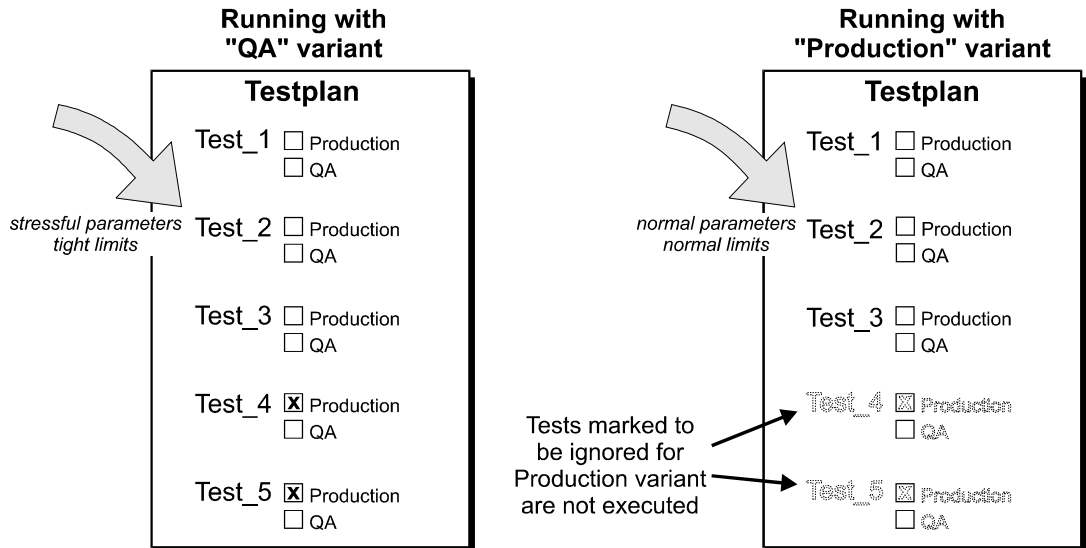 Running with
"QA" variant
Testplan
Test_1 Production
QA
stressful parameters
tight limits
Test_2 Production
QA
Test_3 Production
QA
Test_4 X Production
QA
Test_5 X Production
QA
Running with
"Production" variant
Testplan
Test_1 Production
QA
normal parameters
normal limits
Test_2 Production
QA
Test_3 Production
QA
Tests marked to
be ignored for
Production variant
are not executed
Test_4 X Production
QA
Test_5 X Production
QA